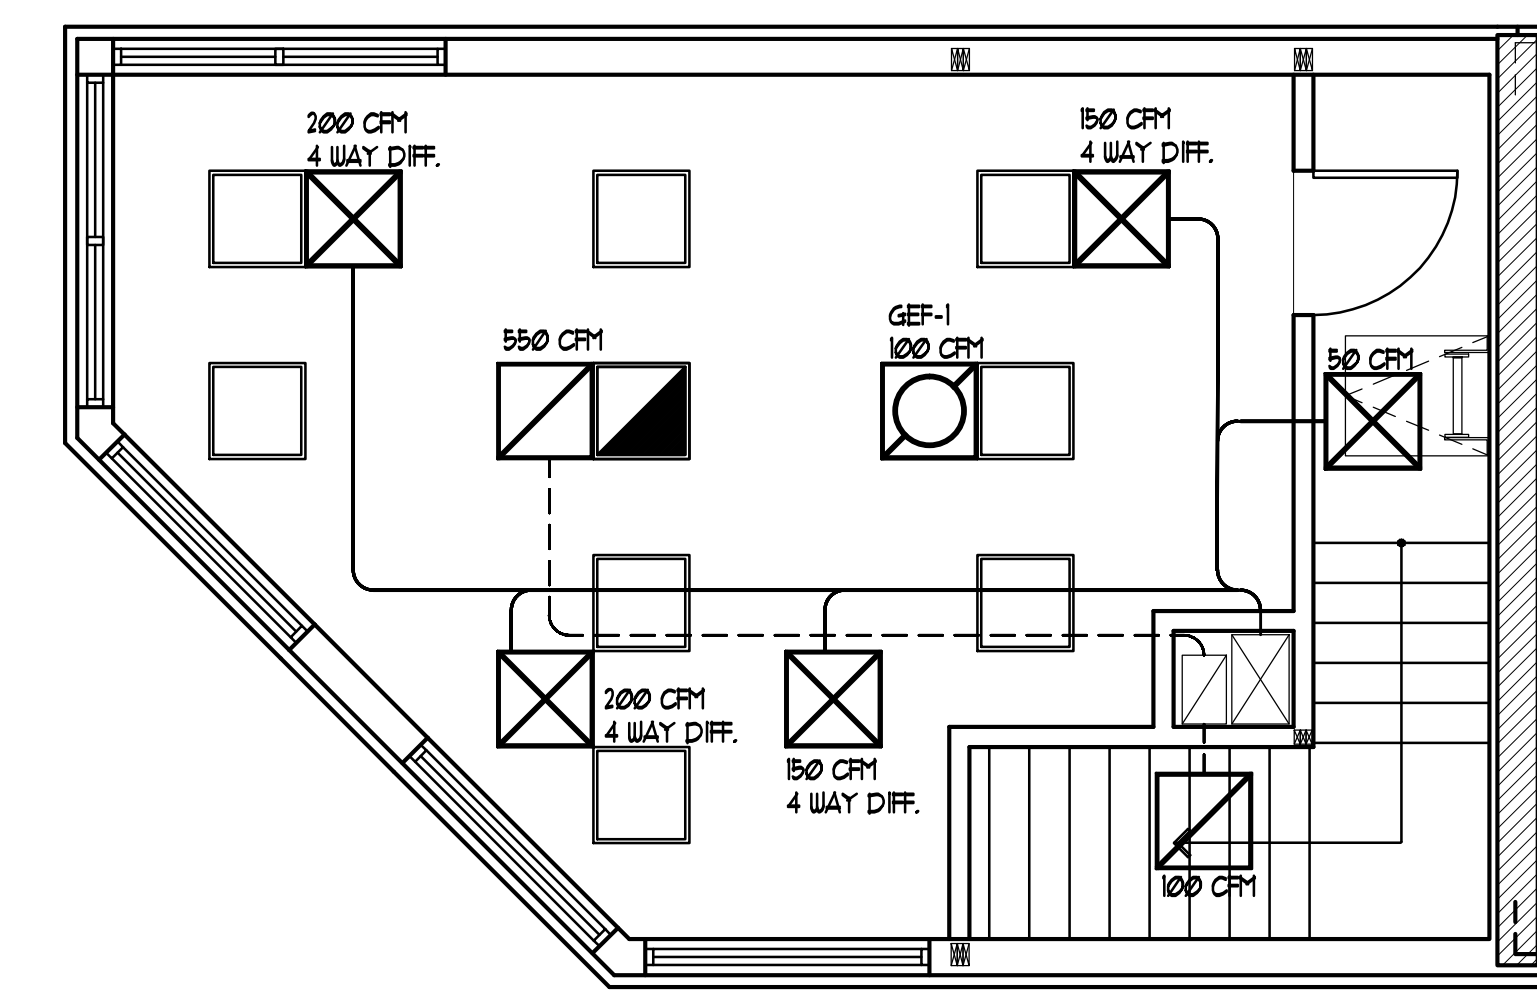 200 CFM
4 WAY DIFF.
150 CFM
4 WAY DIFF.
GEF-1
100 CFM
550 CFM
50 CFM
200 CFM
4 WAY DIFF.
150 CFM
4 WAY DIFF.
100 CFM